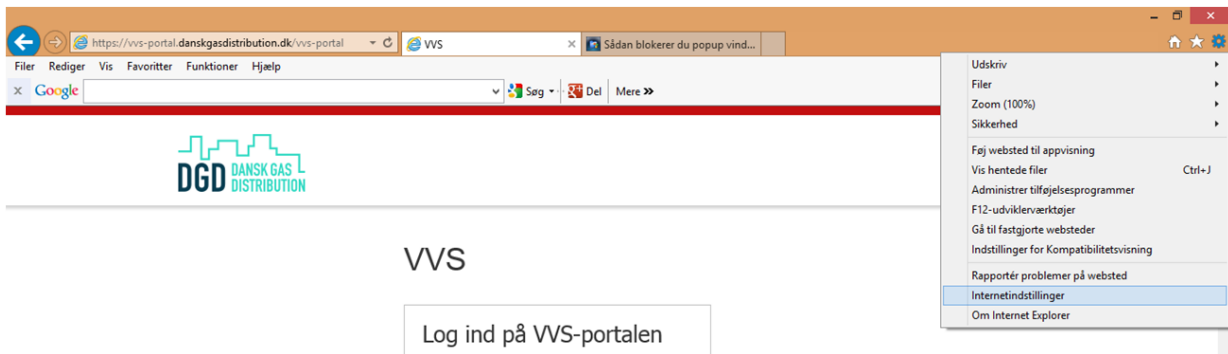 https://vvs-portal.danskgasdistribution.dk/vvs-portal
VVS
Sådan blokerer du popup vind...
Filer Rediger Vis Favoritter Funktioner Hjælp
x Google Søg Del Mere »
Udskriv
Filer
Zoom (100%)
Sikkerhed
Føj websted til appvisning
Vis hentede filer Ctrl+J
Administrer tilføjelsesprogrammer
F12-udviklerværktøjer
Gå til fastgjorte websteder
Indstillinger for Kompatibilitetsvisning
Rapportér problemer på websted
Internetindstillinger
Om Internet Explorer
DGD DANSK GAS
DISTRIBUTION
VVS
Log ind på VVS-portalen